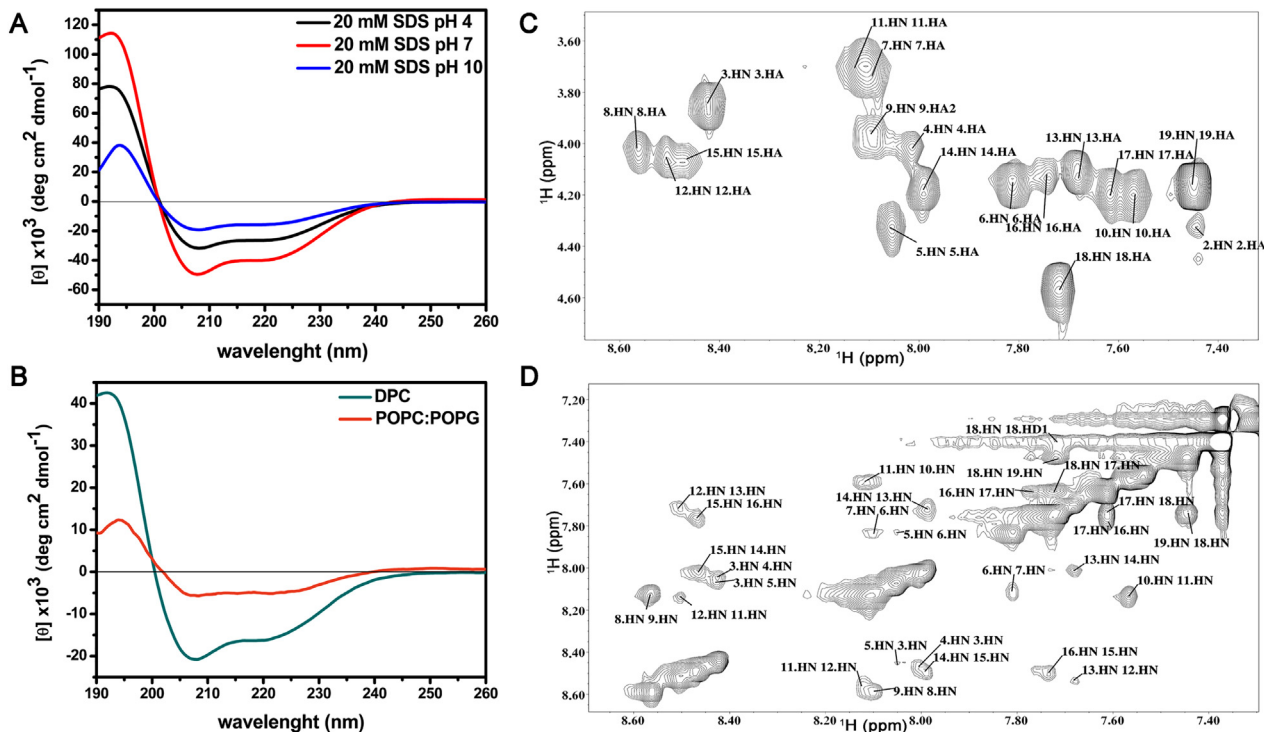 A
20 mM SDS pH 4
20 mM SDS pH 7
20 mM SDS pH 10
[θ] x10³ (deg cm² dmol⁻¹)
120
100
80
60
40
20
0
-20
-40
-60
190 200 210 220 230 240 250 260
wavelenght (nm)
B
DPC
POPC:POPG
[θ] x10³ (deg cm² dmol⁻¹)
40
30
20
10
0
-10
-20
190 200 210 220 230 240 250 260
wavelenght (nm)
C
¹H (ppm)
3,60
3.80
4.00
4.20
4.40
4.60
11.HN 11.HA
7.HN 7.HA
3.HN 3.HA
9.HN 9.HA2
8.HN 8.HA
4.HN 4.HA
13.HN 13.HA
19.HN 19.HA
15.HN 15.HA
14.HN 14.HA
17.HN 17.HA
12.HN 12.HA
6.HN 6.HA
16.HN 16.HA
10.HN 10.HA
5.HN 5.HA
2.HN 2.HA
18.HN 18.HA
8.60 8.40 8.20 8.00 7.80 7.60 7.40
¹H (ppm)
D
¹H (ppm)
7,20
7.40
7.60
7.80
8.00
8.20
8.40
8.60
18.HN 18.HD1
11.HN 10.HN
18.HN 19.HN
18.HN 17.HN
12.HN 13.HN
14.HN 13.HN
16.HN 17.HN
15.HN 16.HN
7.HN 6.HN
17.HN 18.HN
5.HN 6.HN
17.HN 16.HN
19.HN 18.HN
15.HN 14.HN
3.HN 4.HN
3.HN 5.HN
6.HN 7.HN
13.HN 14.HN
10.HN 11.HN
8.HN 9.HN
12.HN 11.HN
5.HN 3.HN
4.HN 3.HN
14.HN 15.HN
16.HN 15.HN
11.HN 12.HN
13.HN 12.HN
9.HN 8.HN
8.60 8.40 8.20 8.00 7.80 7.60 7.40
¹H (ppm)